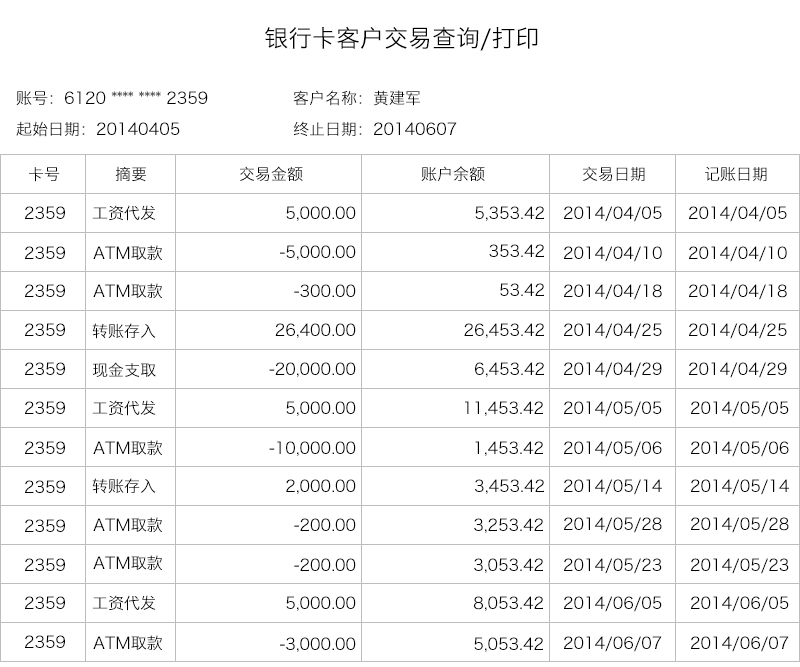 银行卡客户交易查询/打印
账号：6120 **** **** 2359 客户名称：黄建军
起始日期：20140405 终止日期：20140607
卡号 摘要 交易金额 账户余额 交易日期 记账日期
2359 工资代发 5,000.00 5,353.42 2014/04/05 2014/04/05
2359 ATM取款 -5,000.00 353.42 2014/04/10 2014/04/10
2359 ATM取款 -300.00 53.42 2014/04/18 2014/04/18
2359 转账存入 26,400.00 26,453.42 2014/04/25 2014/04/25
2359 现金支取 -20,000.00 6,453.42 2014/04/29 2014/04/29
2359 工资代发 5,000.00 11,453.42 2014/05/05 2014/05/05
2359 ATM取款 -10,000.00 1,453.42 2014/05/06 2014/05/06
2359 转账存入 2,000.00 3,453.42 2014/05/14 2014/05/14
2359 ATM取款 -200.00 3,253.42 2014/05/28 2014/05/28
2359 ATM取款 -200.00 3,053.42 2014/05/23 2014/05/23
2359 工资代发 5,000.00 8,053.42 2014/06/05 2014/06/05
2359 ATM取款 -3,000.00 5,053.42 2014/06/07 2014/06/07